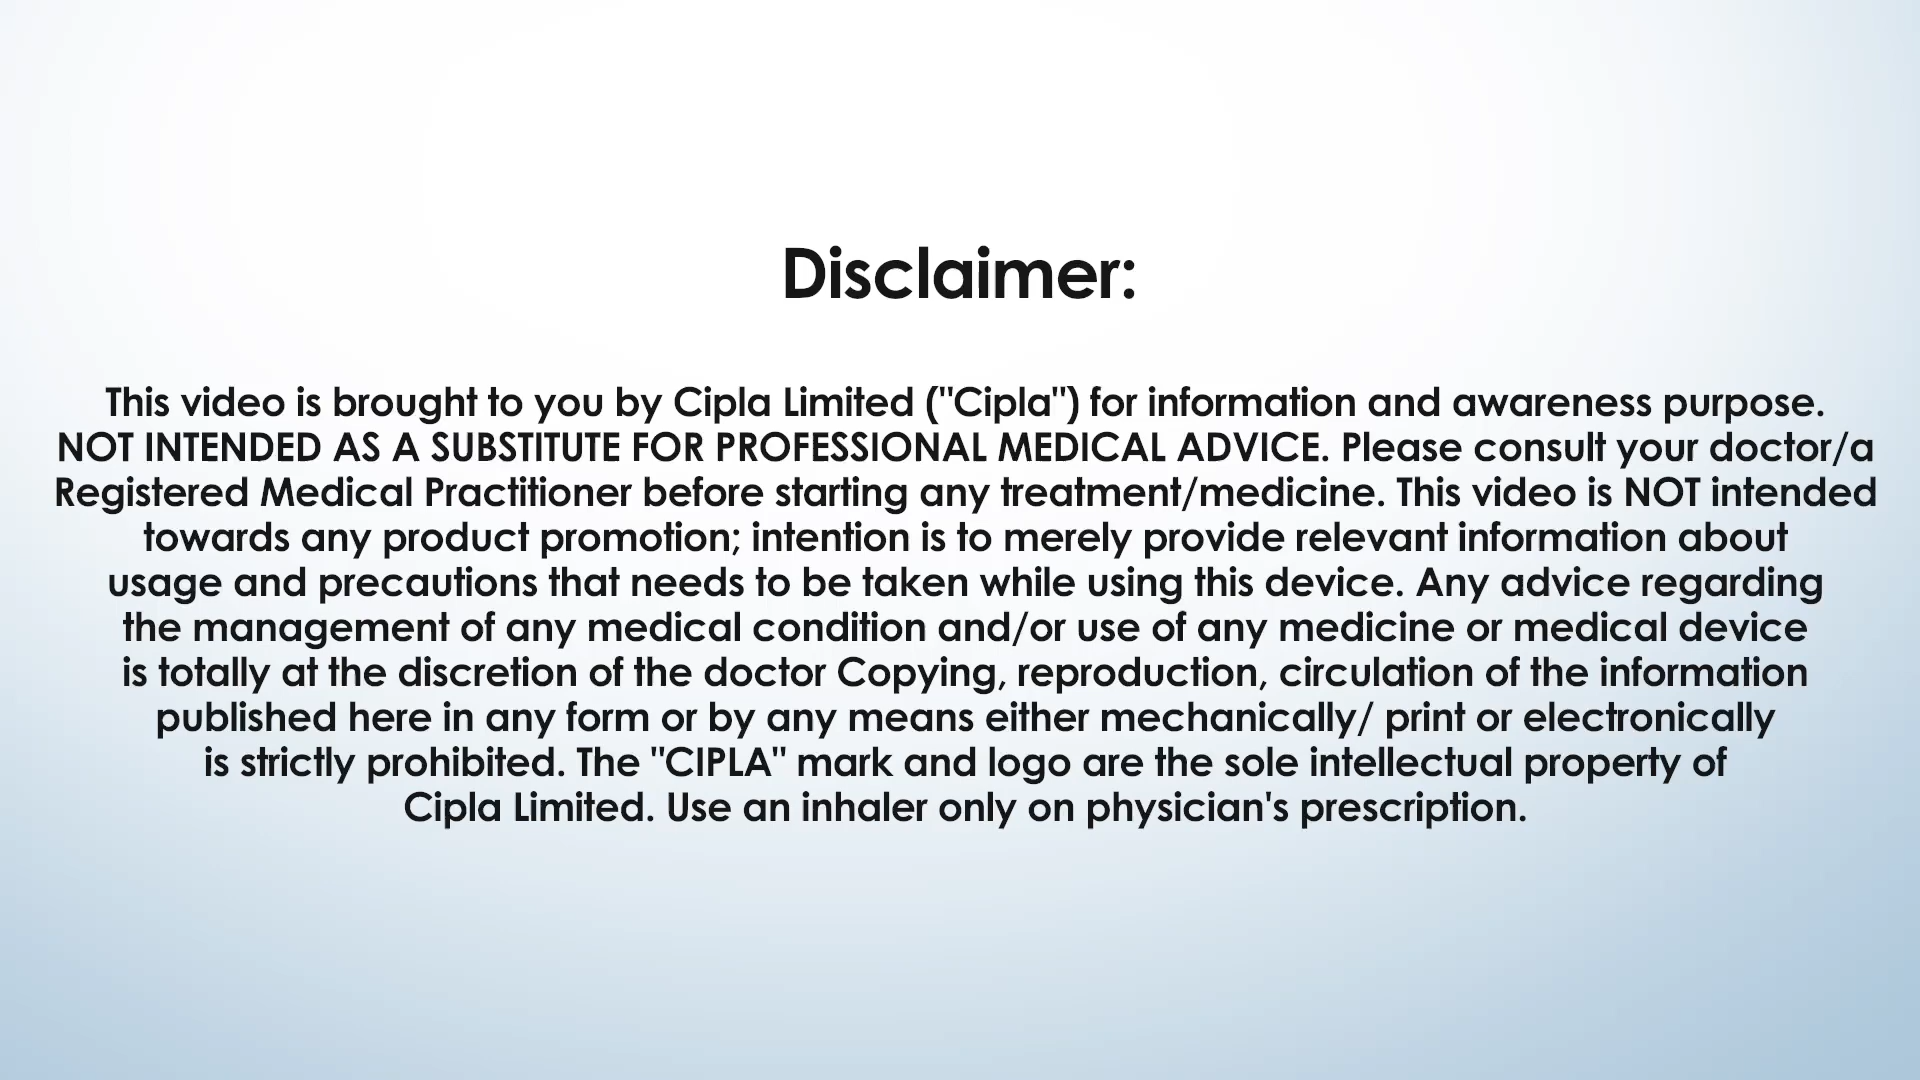 Disclaimer:
This video is brought to you by Cipla Limited ("Cipla") for information and awareness purpose.
NOT INTENDED AS A SUBSTITUTE FOR PROFESSIONAL MEDICAL ADVICE. Please consult your doctor/a
Registered Medical Practitioner before starting any treatment/medicine. This video is NOT intended
towards any product promotion; intention is to merely provide relevant information about
usage and precautions that needs to be taken while using this device. Any advice regarding
the management of any medical condition and/or use of any medicine or medical device
is totally at the discretion of the doctor Copying, reproduction, circulation of the information
published here in any form or by any means either mechanically/ print or electronically
is strictly prohibited. The "CIPLA" mark and logo are the sole intellectual property of
Cipla Limited. Use an inhaler only on physician's prescription.